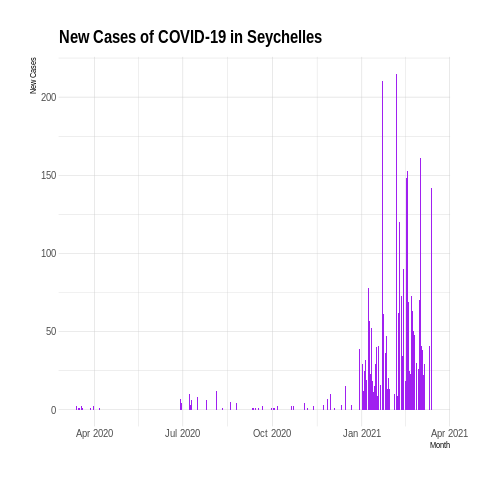 New Cases of COVID-19 in Seychelles
New Cases
200
150
100
50
0
Apr 2020 Jul 2020 Oct 2020 Jan 2021 Apr 2021
Month